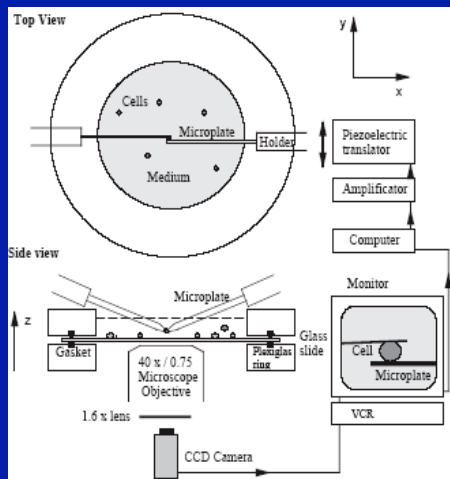 Top View
y
x
Cells
Microplate
Holder
Medium
Piezoelectric
translator
Amplificator
Computer
Side view
Microplate
Monitor
z
Glass
slide
Gasket
Plexiglas
ring
40 x / 0.75
Microscope
Objective
Cell
Microplate
1.6 x lens
VCR
CCD Camera